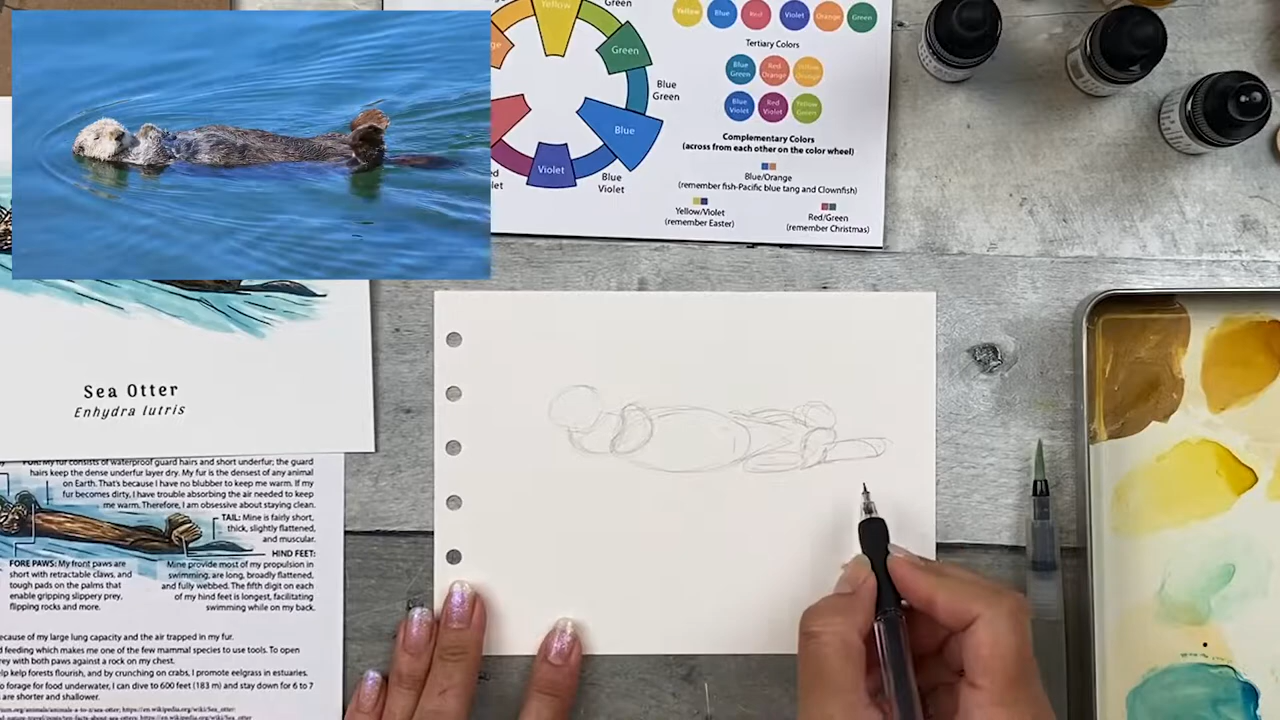 Yellow
Green
Green
Blue
Green
Blue
Blue
Violet
Violet
Yellow
Blue
Red
Violet
Orange
Green
Tertiary Colors
Blue
Green
Red
Orange
Yellow
Orange
Blue
Violet
Red
Violet
Yellow
Green
Complementary Colors
(across from each other on the color wheel)
Blue/Orange
(remember fish-Pacific blue tang and Clownfish)
Yellow/Violet
(remember Easter)
Red/Green
(remember Christmas)
Sea Otter
Enhydra lutris
My fur consists of waterproof guard hairs and short underfur; the guard
hairs keep the dense underfur layer dry. My fur is the densest of any animal
on Earth. That's because I have no blubber to keep me warm. If my
fur becomes dirty, I have trouble absorbing the air needed to keep
me warm. Therefore, I am obsessive about staying clean.
TAIL: Mine is fairly short,
thick, slightly flattened,
and muscular.
FORE PAWS: My front paws are
short with retractable claws, and
tough pads on the palms that
enable gripping slippery prey,
flipping rocks and more.
HIND FEET:
Mine provide most of my propulsion in
swimming, are long, broadly flattened,
and fully webbed. The fifth digit on each
of my hind feet is longest, facilitating
swimming while on my back.
ecause of my large lung capacity and the air trapped in my fur.
d feeding which makes me one of the few mammal species to use tools. To open
rey with both paws against a rock on my chest.
elp kelp forests flourish, and by crunching on crabs, I promote eelgrass in estuaries.
o forage for food underwater, I can dive to 600 feet (183 m) and stay down for 6 to 7
are shorter and shallower.